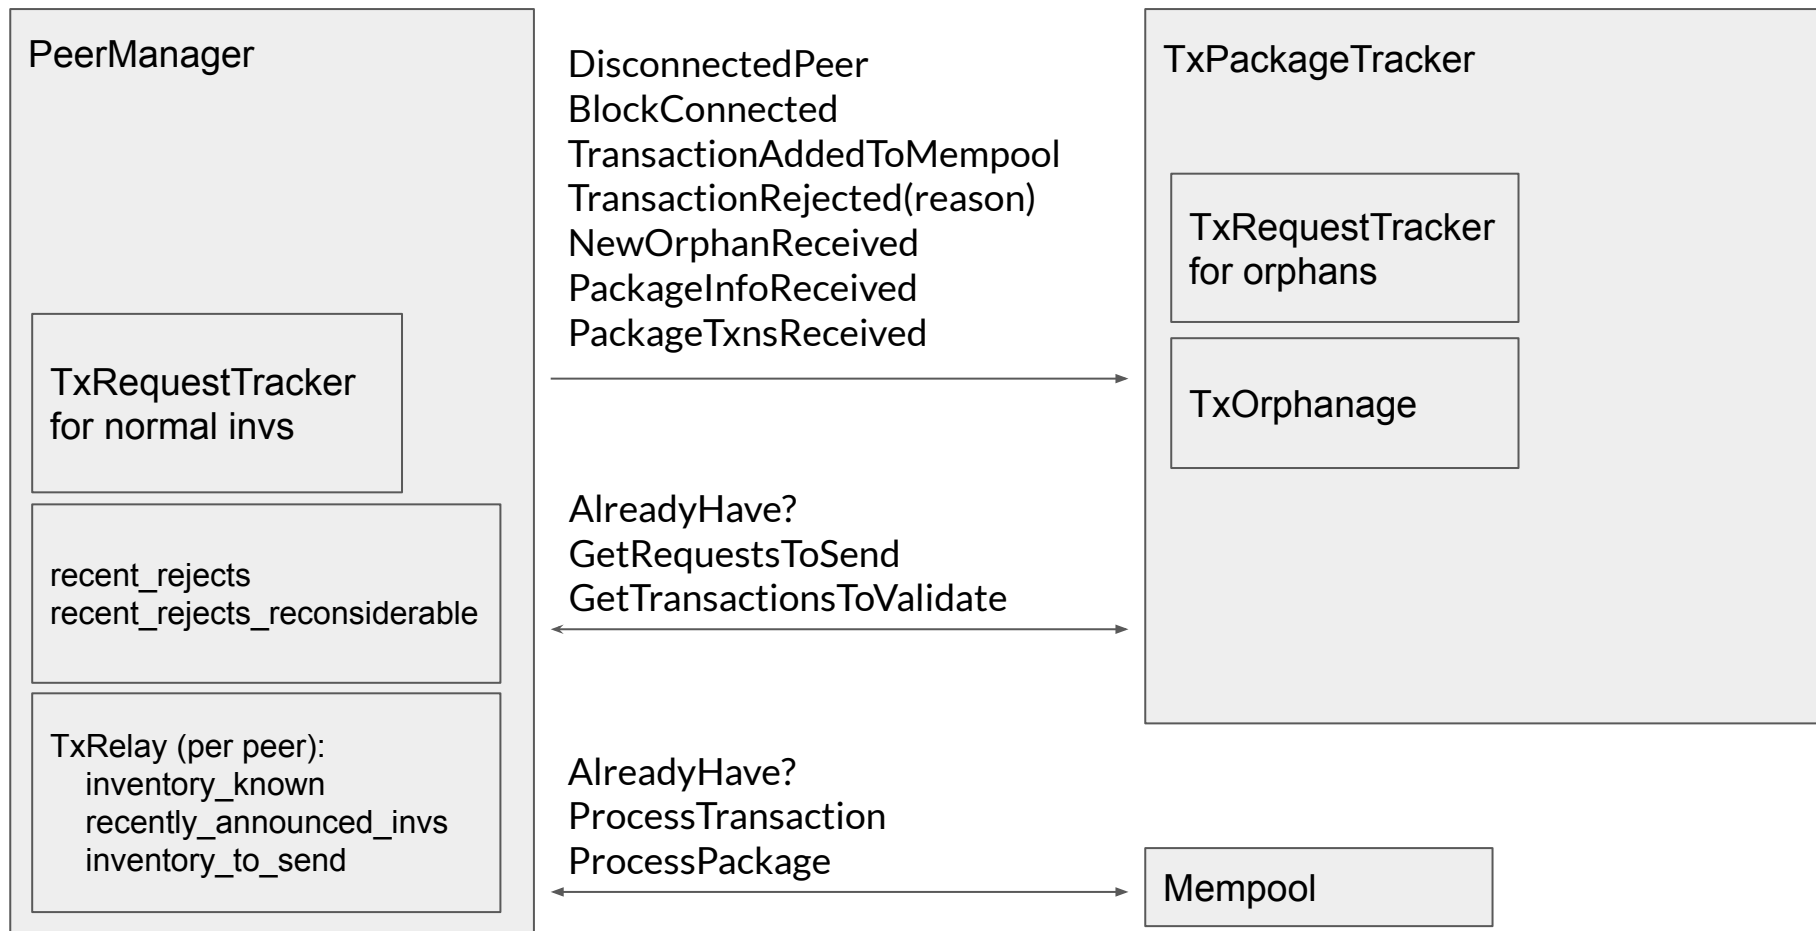 PeerManager
TxRequestTracker
for normal invs
recent_rejects
recent_rejects_reconsiderable
TxRelay (per peer):
inventory_known
recently_announced_invs
inventory_to_send
DisconnectedPeer
BlockConnected
TransactionAddedToMempool
TransactionRejected(reason)
NewOrphanReceived
PackageInfoReceived
PackageTxnsReceived
AlreadyHave?
GetRequestsToSend
GetTransactionsToValidate
AlreadyHave?
ProcessTransaction
ProcessPackage
TxPackageTracker
TxRequestTracker
for orphans
TxOrphanage
Mempool